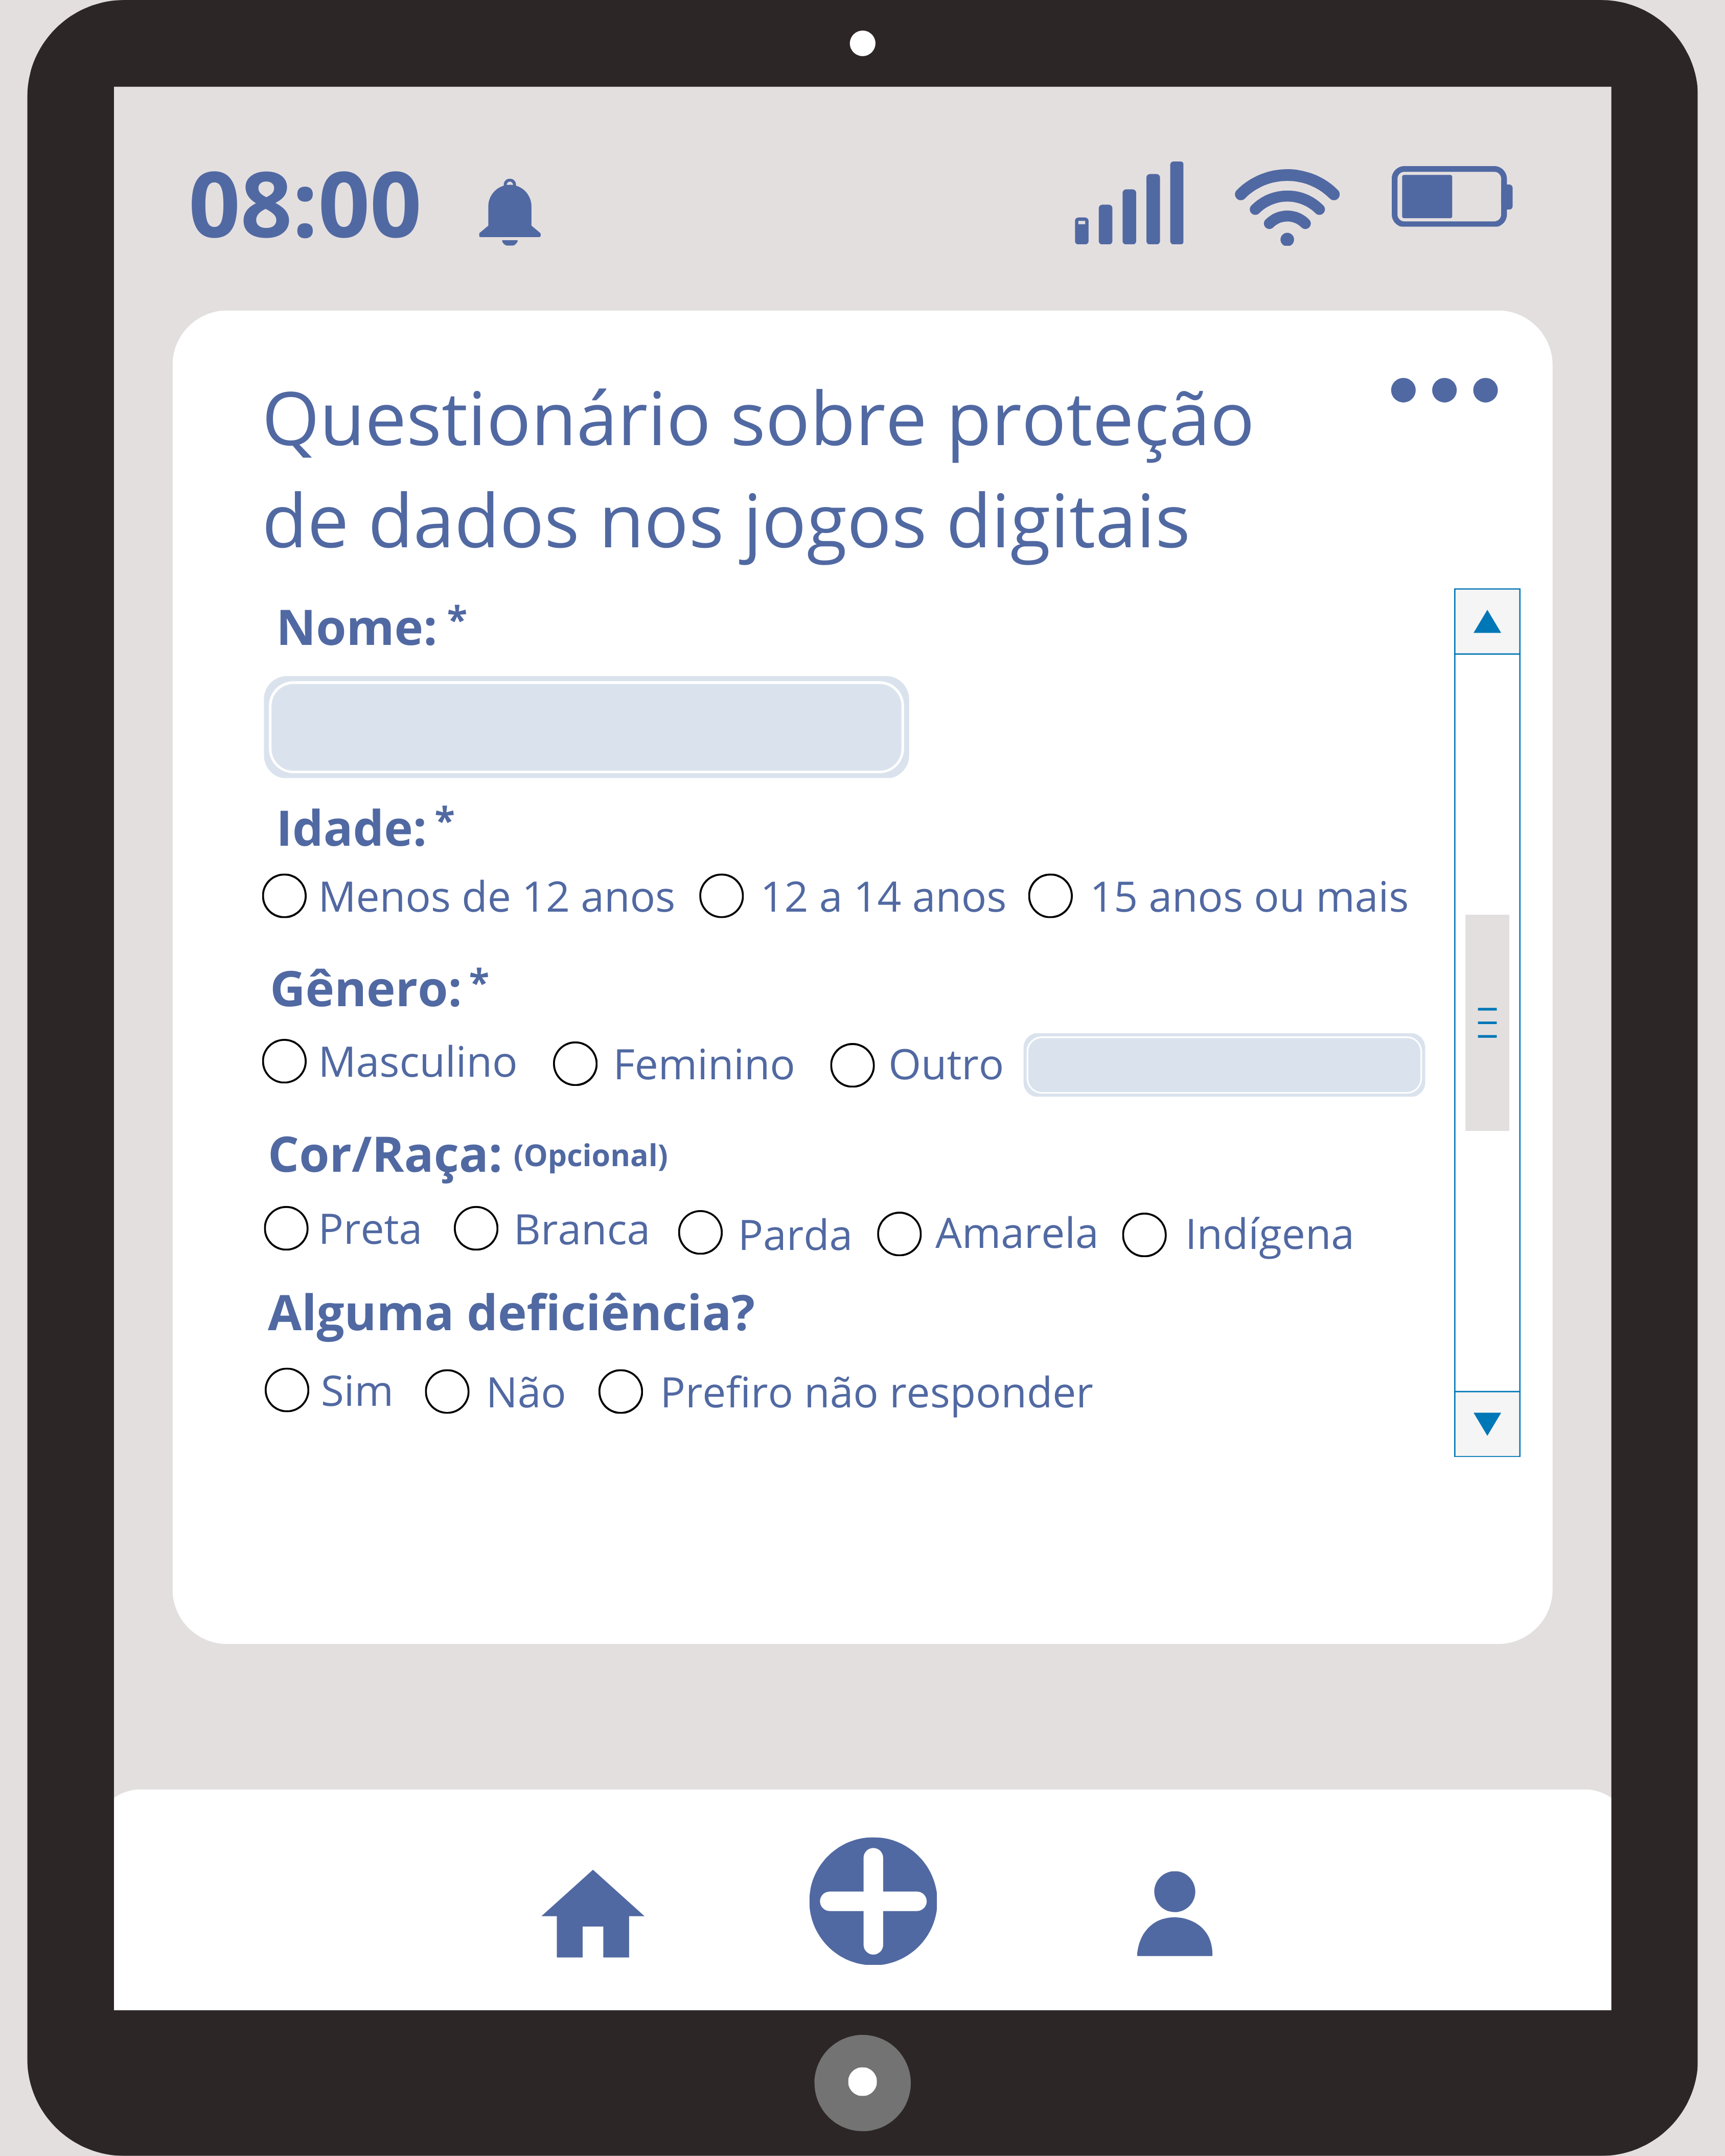 08:00
Questionário sobre proteção
de dados nos jogos digitais
Nome: *
Idade: *
Menos de 12 anos 12 a 14 anos 15 anos ou mais
Gênero: *
Masculino Feminino Outro
Cor/Raça: (Opcional)
Preta Branca Parda Amarela Indígena
Alguma deficiência?
Sim Não Prefiro não responder